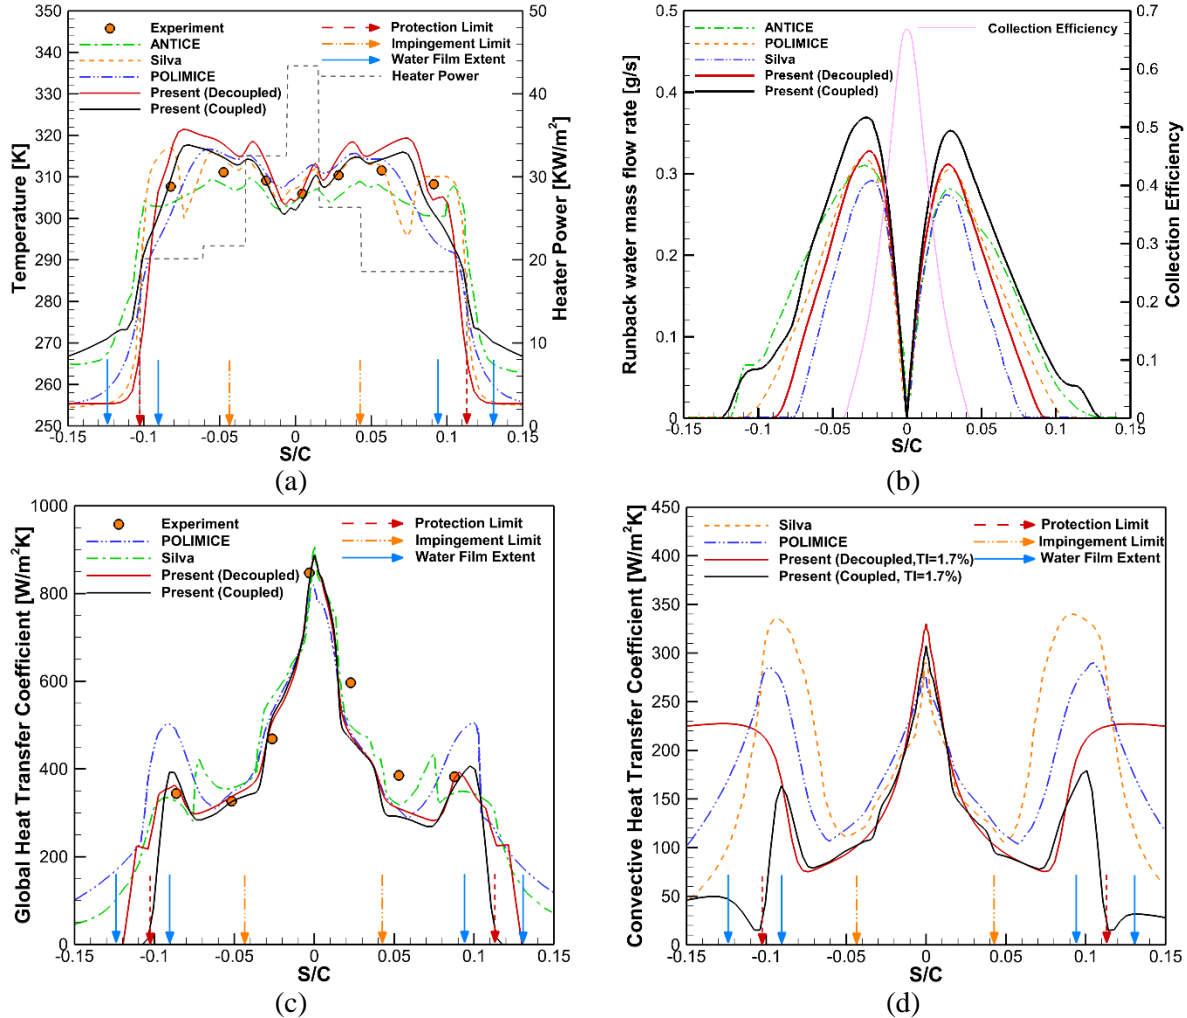 Experiment
ANTICE
Silva
POLIMICE
Present (Decoupled)
Present (Coupled)
Protection Limit
Impingement Limit
Water Film Extent
Heater Power
350
340
330
320
310
300
290
280
270
260
250
Temperature [K]
50
40
30
20
10
0
Heater Power [KW/m2]
-0.15
-0.1
-0.05
0
0.05
0.1
0.15
S/C
(a)
ANTICE
POLIMICE
Silva
Present (Decoupled)
Present (Coupled)
Collection Efficiency
0.5
0.4
0.3
0.2
0.1
0
Runback water mass flow rate [g/s]
0.7
0.6
0.5
0.4
0.3
0.2
0.1
0
Collection Efficiency
-0.15
-0.1
-0.05
0
0.05
0.1
0.15
S/C
(b)
Experiment
POLIMICE
Silva
Present (Decoupled)
Present (Coupled)
Protection Limit
Impingement Limit
Water Film Extent
1000
800
600
400
200
0
Global Heat Transfer Coefficient [W/m2K]
-0.15
-0.1
-0.05
0
0.05
0.1
0.15
S/C
(c)
Silva
POLIMICE
Present (Decoupled,TI=1.7%)
Present (Coupled, TI=1.7%)
Protection Limit
Impingement Limit
Water Film Extent
450
400
350
300
250
200
150
100
50
0
Convective Heat Transfer Coefficient [W/m2K]
-0.15
-0.1
-0.05
0
0.05
0.1
0.15
S/C
(d)